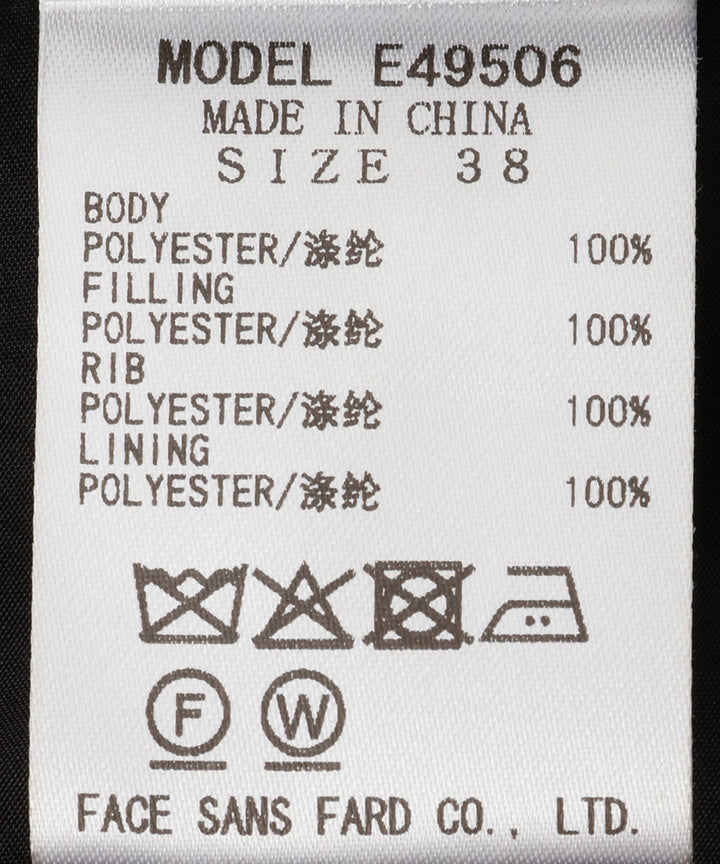 MODEL E49506
MADE IN CHINA
SIZE 38
BODY
POLYESTER/涤纶 100%
FILLING
POLYESTER/涤纶 100%
RIB
POLYESTER/涤纶 100%
LINING
POLYESTER/涤纶 100%
F W
FACE SANS FARD CO., LTD.